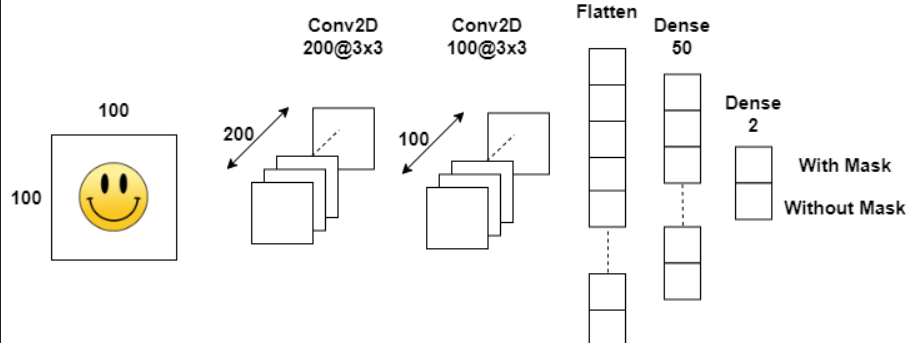 Conv2D
200@3x3
Conv2D
100@3x3
Flatten
Dense
50
100
100
200
100
Dense
2
With Mask
Without Mask